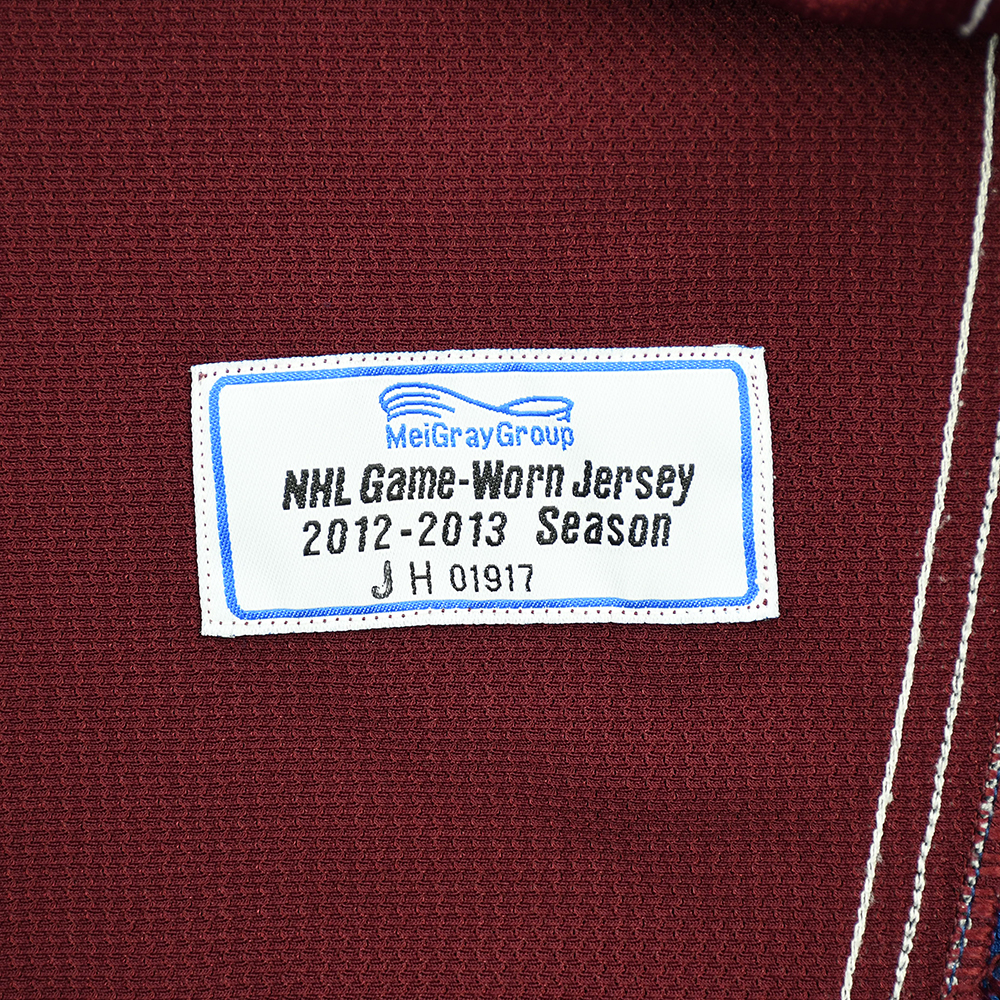 MeiGrayGroup
NHL Game-Worn Jersey
2012-2013 Season
J H 01917